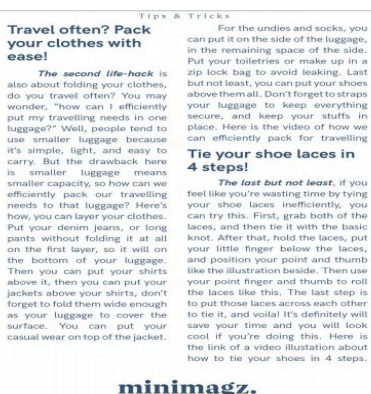 Tips & Tricks
Travel often? Pack
your clothes with
ease!
The second life-hack is
also about folding your clothes,
do you travel often? You may
wonder, "how can I efficiently
put my travelling needs in one
luggage?" Well, people tend to
use smaller luggage because
it's simple, light, and easy to
carry. But the drawback here
is smaller luggage means
smaller capacity, so how can we
efficiently pack our travelling
needs to that luggage? Here's
how, you can layer your clothes.
Put your denim jeans, or long
pants without folding it at all
on the first layer, so it will on
the bottom of your luggage.
Then you can put your shirts
above it, then you can put your
jackets above your shirts, don't
forget to fold them wide enough
as your luggage to cover the
surface. You can put your
casual wear on top of the jacket.
For the undies and socks, you
can put it on the side of the luggage,
in the remaining space of the side.
Put your toiletries or make up in a
zip lock bag to avoid leaking. Last
but not least, you can put your shoes
above them all. Don't forget to straps
your luggage to keep everything
secure, and keep your stuffs in
place. Here is the video of how we
can efficiently pack for travelling
Tie your shoe laces in
4 steps!
The last but not least, if you
feel like you're wasting time by tying
your shoe laces inefficiently, you
can try this. First, grab both of the
laces, and then tie it with the basic
knot. After that, hold the laces, put
your little finger below the laces,
and position your point and thumb
like the illustration beside. Then use
your point finger and thumb to roll
the laces like this. The last step is
to put those laces across each other
to tie it, and voila! It's definitely will
save your time and you will look
cool if you're doing this. Here is
the link of a video illustation about
how to tie your shoes in 4 steps.
minimagz.